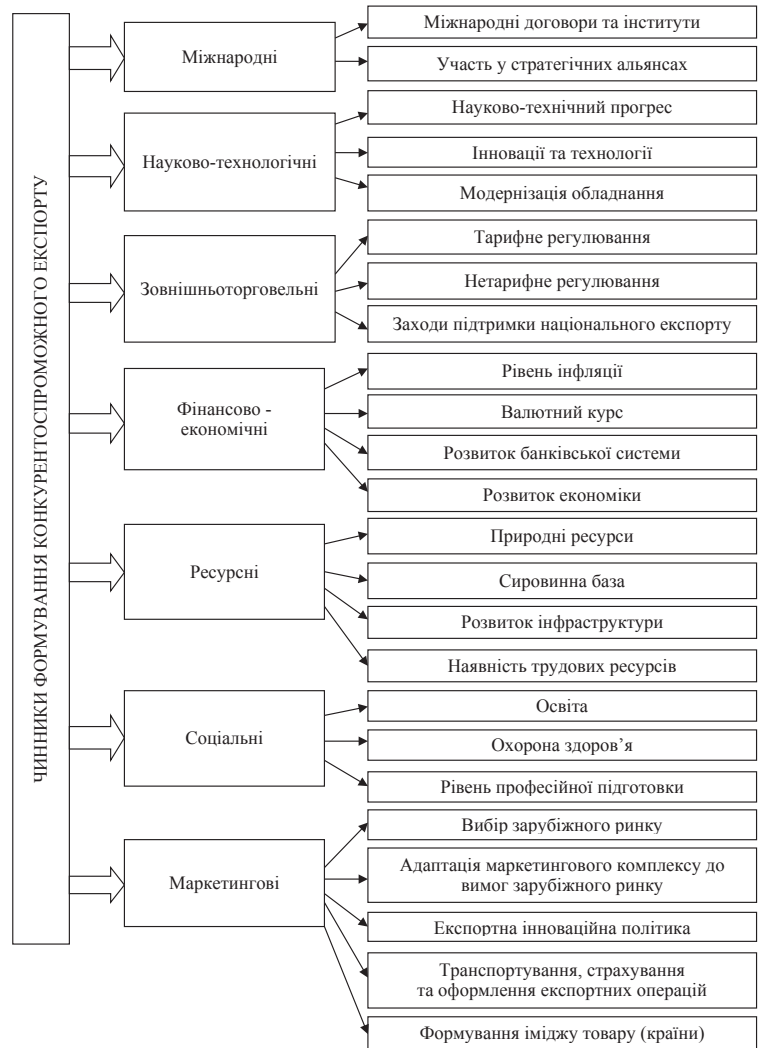 ЧИННИКИ ФОРМУВАННЯ КОНКУРЕНТОСПРОМОЖНОГО ЕКСПОРТУ
Міжнародні
Міжнародні договори та інститути
Участь у стратегічних альянсах
Науково-технологічні
Науково-технічний прогрес
Інновації та технології
Модернізація обладнання
Зовнішньоторговельні
Тарифне регулювання
Нетарифне регулювання
Заходи підтримки національного експорту
Фінансово -
економічні
Рівень інфляції
Валютний курс
Розвиток банківської системи
Розвиток економіки
Ресурсні
Природні ресурси
Сировинна база
Розвиток інфраструктури
Наявність трудових ресурсів
Соціальні
Освіта
Охорона здоров’я
Рівень професійної підготовки
Маркетингові
Вибір зарубіжного ринку
Адаптація маркетингового комплексу до
вимог зарубіжного ринку
Експортна інноваційна політика
Транспортування, страхування
та оформлення експортних операцій
Формування іміджу товару (країни)